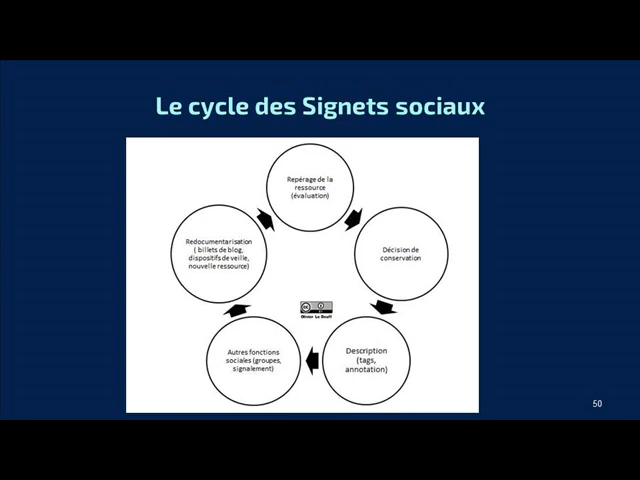 Le cycle des Signets sociaux
Repérage de la
ressource
(évaluation)
Décision de
conservation
Description
(tags,
annotation)
Autres fonctions
sociales (groupes,
signalement)
Redocumentarisation
( billets de blog,
dispositifs de veille,
nouvelle ressource)
Olivier Le Deuff
50